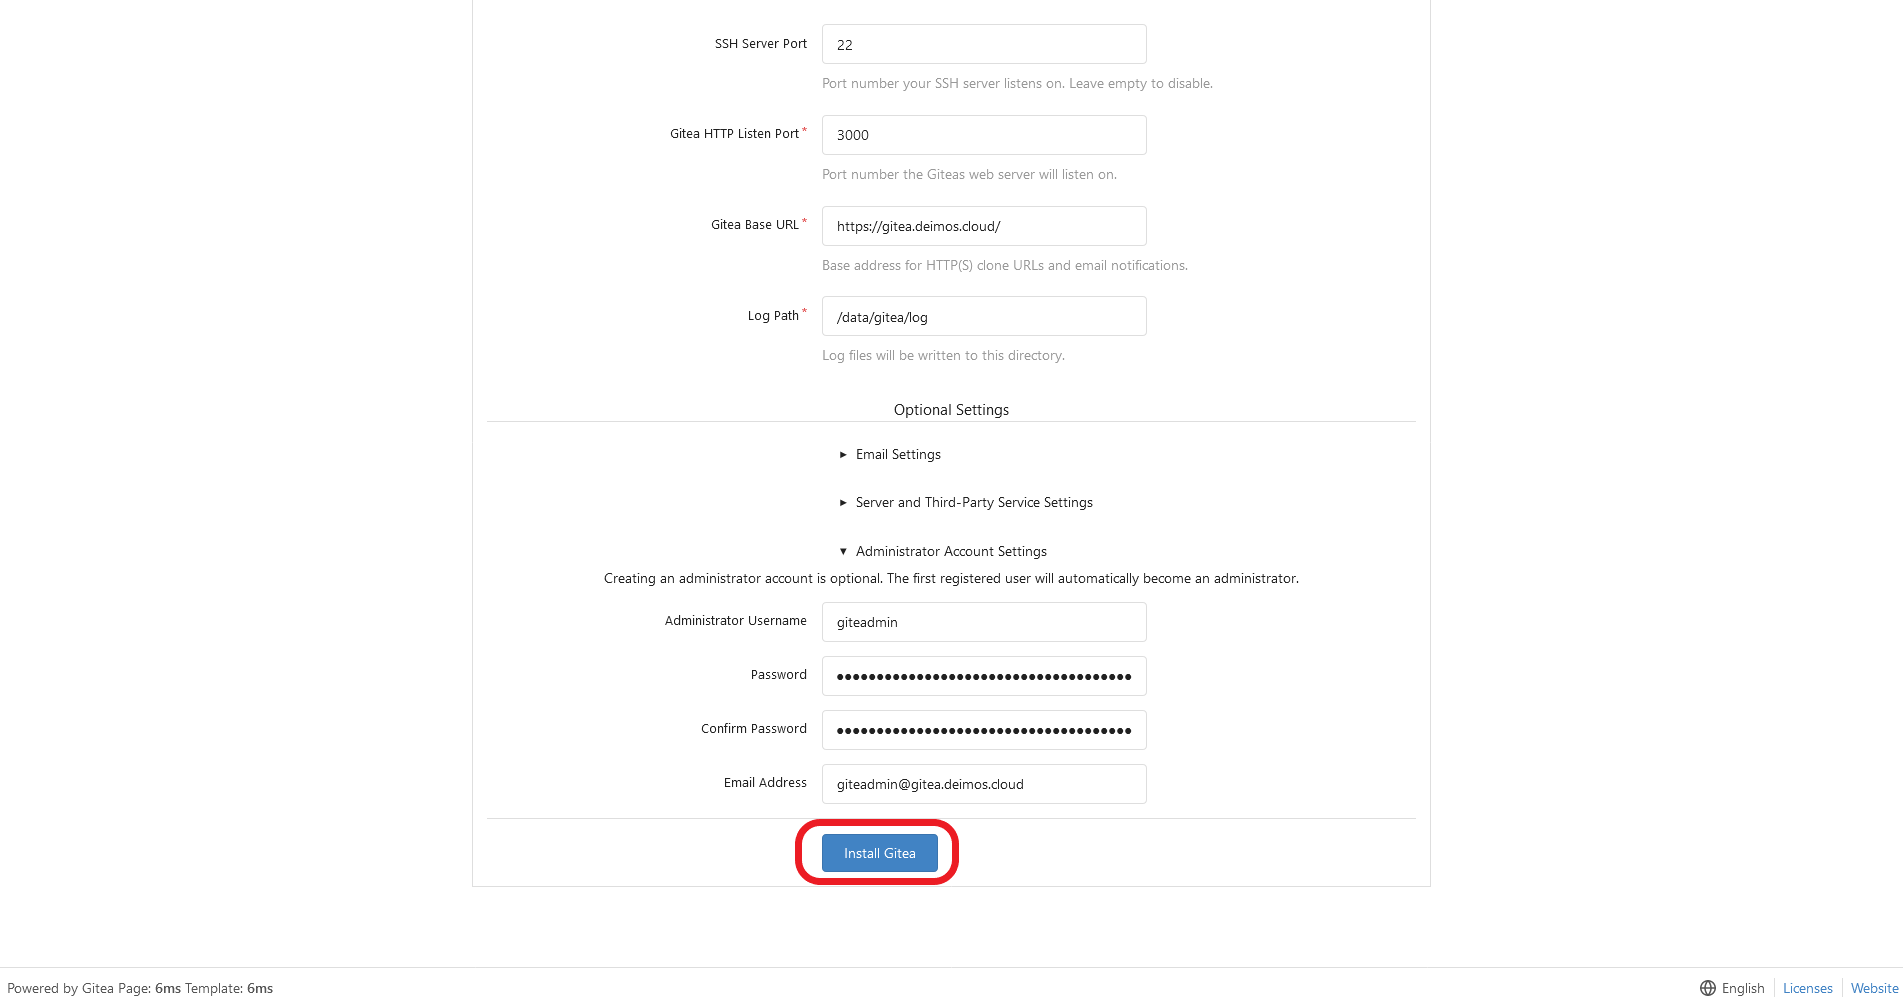 SSH Server Port
22
Port number your SSH server listens on. Leave empty to disable.
Gitea HTTP Listen Port*
3000
Port number the Giteas web server will listen on.
Gitea Base URL*
https://gitea.deimos.cloud/
Base address for HTTP(S) clone URLs and email notifications.
Log Path*
/data/gitea/log
Log files will be written to this directory.
Optional Settings
▸ Email Settings
▸ Server and Third-Party Service Settings
▾ Administrator Account Settings
Creating an administrator account is optional. The first registered user will automatically become an administrator.
Administrator Username
giteadmin
Password
•••••••••••••••••••••••••••••••••••••
Confirm Password
•••••••••••••••••••••••••••••••••••••
Email Address
giteadmin@gitea.deimos.cloud
Install Gitea
Powered by Gitea Page: 6ms Template: 6ms
English Licenses Website